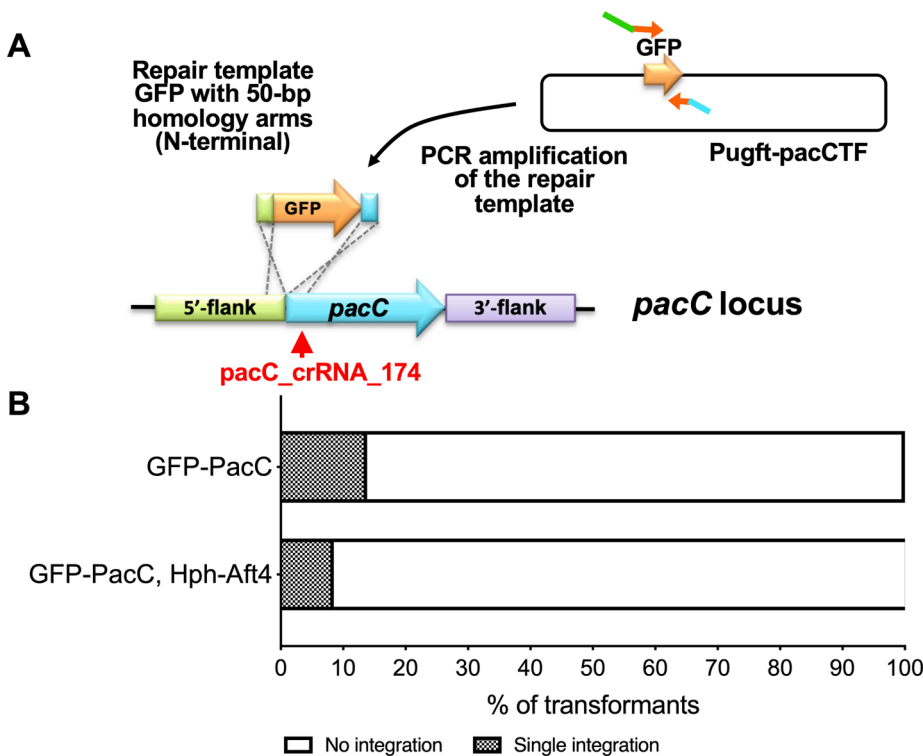 A
Repair template
GFP with 50-bp
homology arms
(N-terminal)
GFP
Pugft-pacCTF
PCR amplification
of the repair
template
GFP
5’-flank
pacC
3’-flank
pacC locus
pacC_crRNA_174
B
GFP-PacC
GFP-PacC, Hph-Aft4
0 10 20 30 40 50 60 70 80 90 100
% of transformants
No integration Single integration